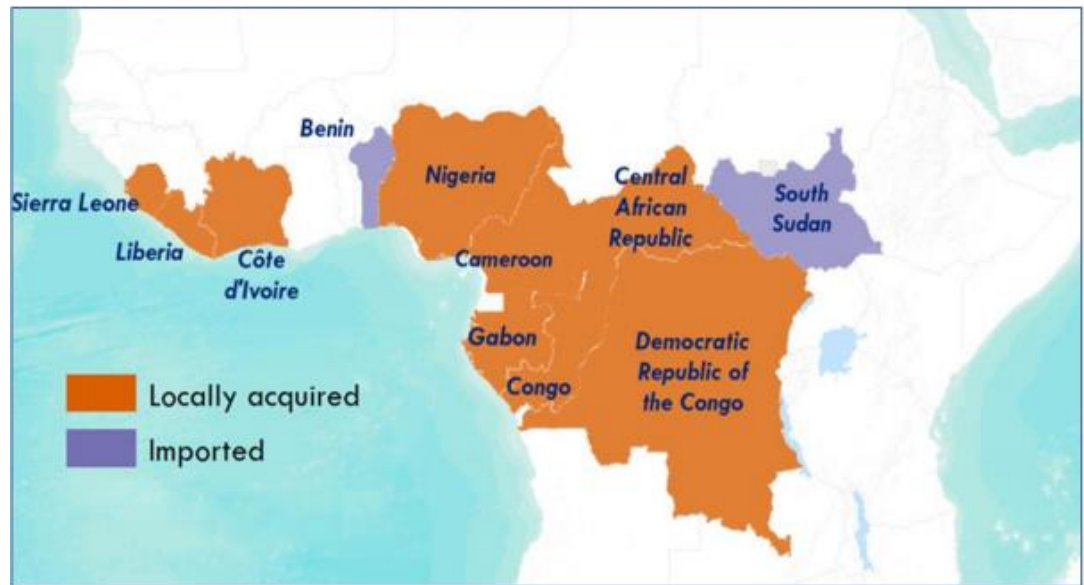 Benin
Nigeria
Central
African
Republic
South
Sudan
Sierra Leone
Liberia
Côte
d'Ivoire
Cameroon
Gabon
Congo
Democratic
Republic of
the Congo
Locally acquired
Imported